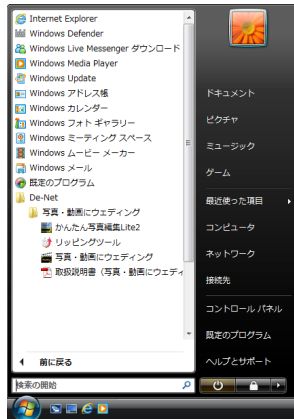 Internet Explorer
Windows Defender
Windows Live Messenger ダウンロード
Windows Media Player
Windows Update
Windows アドレス帳
Windows カレンダー
Windows フォト ギャラリー
Windows ミーティング スペース
Windows ムービー メーカー
Windows メール
既定のプログラム
De-Net
写真・動画にウェディング
かんたん写真編集Lite2
リッピングツール
写真・動画にウェディング
取扱説明書（写真・動画にウェディ
前に戻る
検索の開始
ドキュメント
ピクチャ
ミュージック
ゲーム
最近使った項目
コンピュータ
ネットワーク
接続先
コントロール パネル
既定のプログラム
ヘルプとサポート